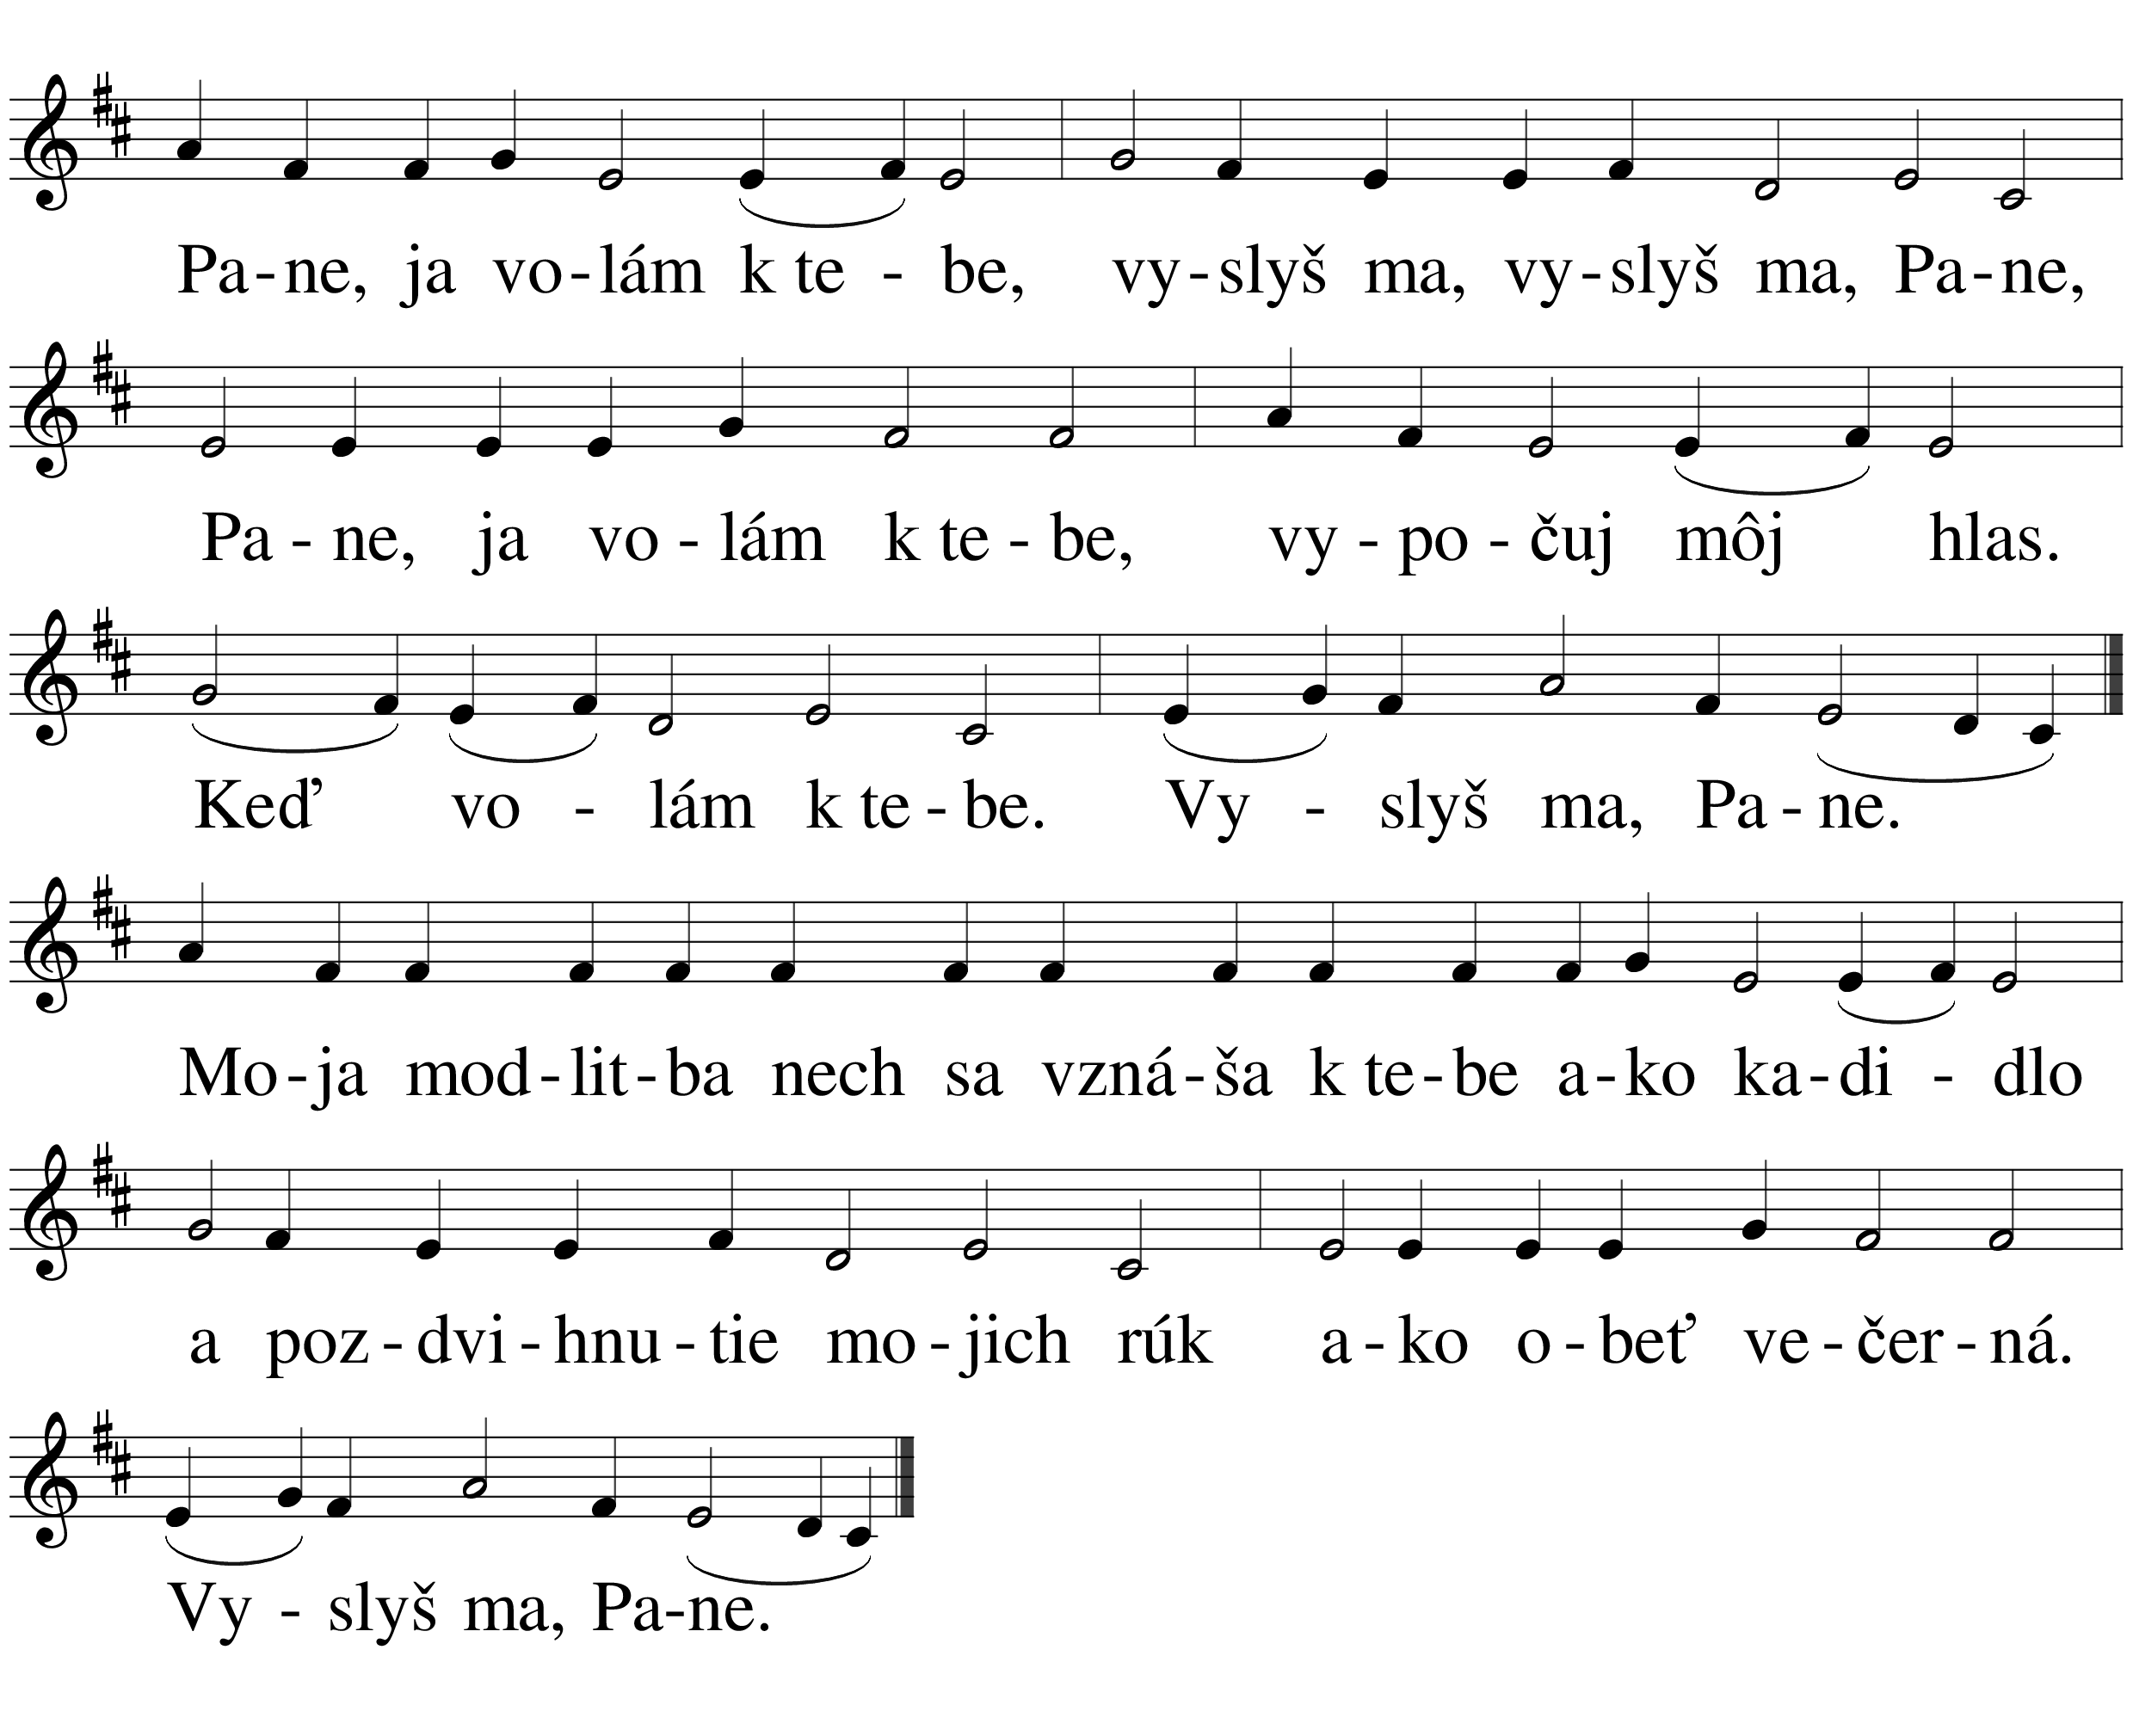 Pa-ne, ja vo-lám k te - be, vy-slyš ma, vy-slyš ma, Pa-ne,
Pa - ne, ja vo - lám k te - be, vy - po - čuj môj hlas.
Keď vo - lám k te - be. Vy - slyš ma, Pa - ne.
Mo-ja mod-lit-ba nech sa vzná-ša k te-be a-ko ka-di - dlo
a poz-dvi-hnu-tie mo-jich rúk a-ko o-beť ve-čer-ná.
Vy - slyš ma, Pa-ne.